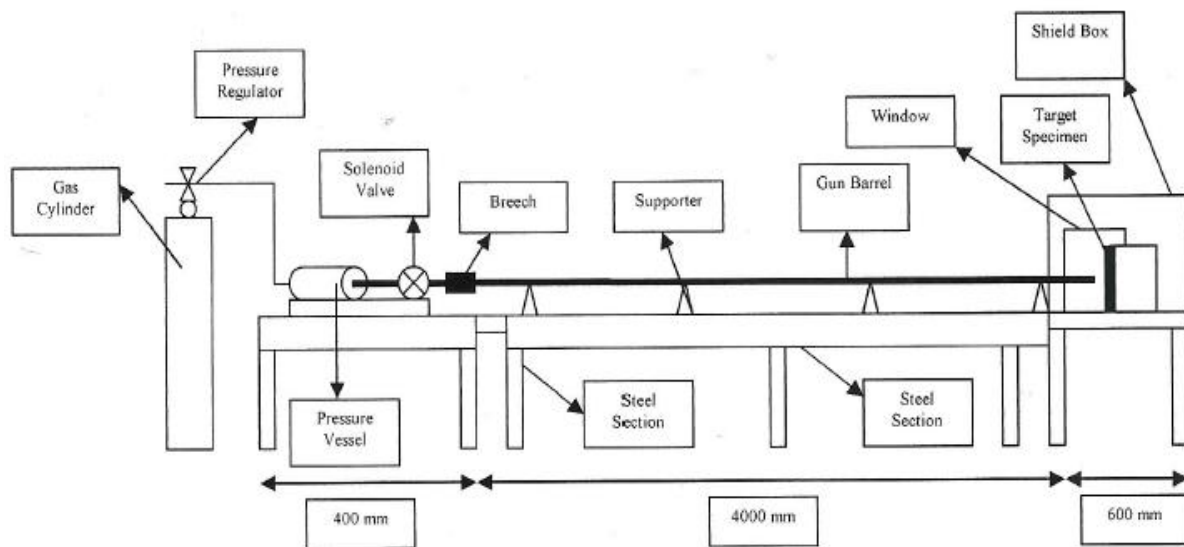 Shield Box
Pressure
Regulator
Window
Target
Specimen
Solenoid
Valve
Gas
Cylinder
Breech
Supporter
Gun Barrel
Pressure
Vessel
Steel
Section
Steel
Section
400 mm
4000 mm
600 mm